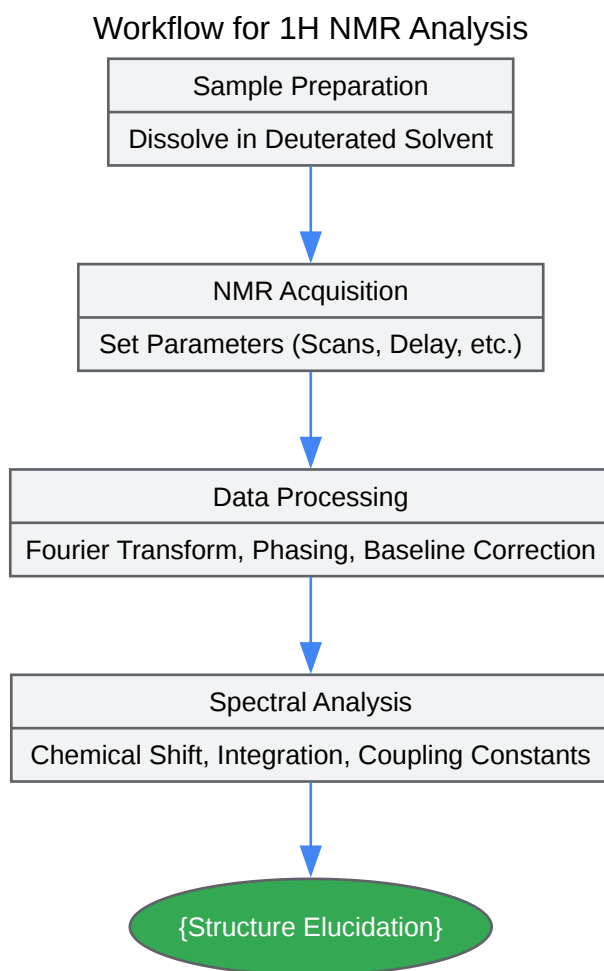 Workflow for 1H NMR Analysis
Sample Preparation
Dissolve in Deuterated Solvent
NMR Acquisition
Set Parameters (Scans, Delay, etc.)
Data Processing
Fourier Transform, Phasing, Baseline Correction
Spectral Analysis
Chemical Shift, Integration, Coupling Constants
{Structure Elucidation}